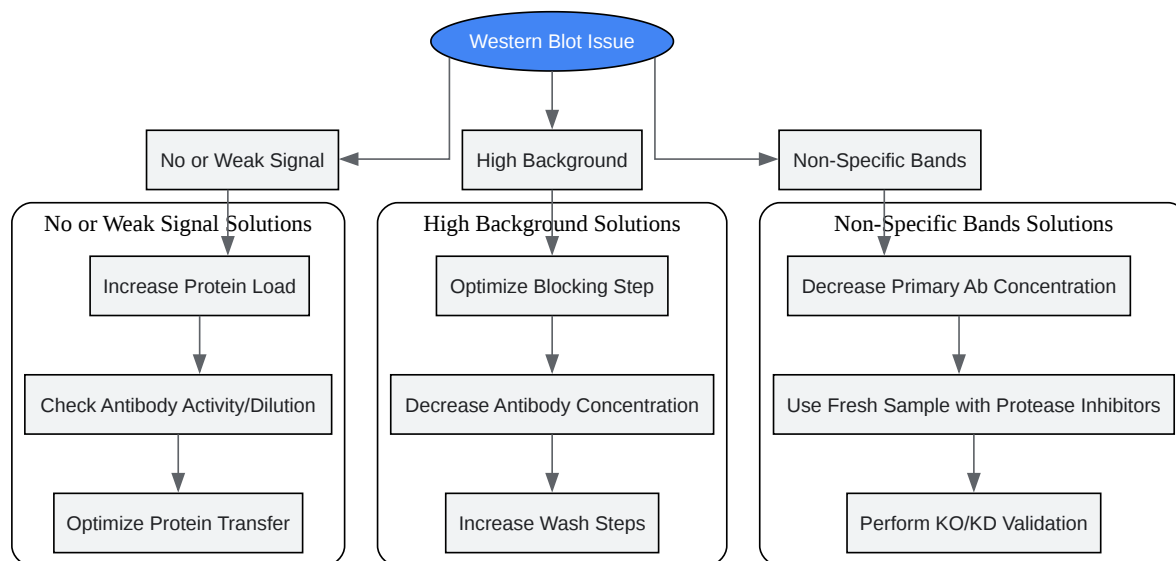 Western Blot Issue
No or Weak Signal
High Background
Non-Specific Bands
No or Weak Signal Solutions
High Background Solutions
Non-Specific Bands Solutions
Increase Protein Load
Optimize Blocking Step
Decrease Primary Ab Concentration
Check Antibody Activity/Dilution
Decrease Antibody Concentration
Use Fresh Sample with Protease Inhibitors
Optimize Protein Transfer
Increase Wash Steps
Perform KO/KD Validation